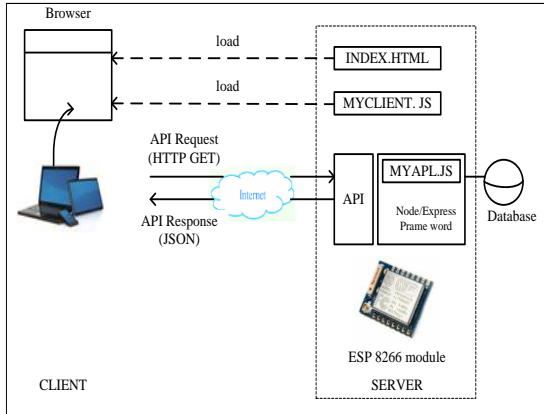 Browser
load
INDEX.HTML
load
MYCLIENT. JS
API Request
(HTTP GET)
Internet
API Response
(JSON)
API
MYAPL.JS
Node/Express
Prame word
Database
ESP 8266 module
CLIENT
SERVER